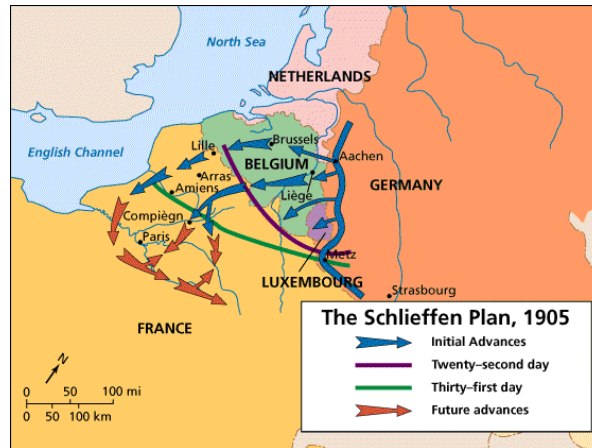 North Sea
NETHERLANDS
English Channel
Lille
Brussels
Aachen
BELGIUM
Arras
GERMANY
Amiens
Liège
Compiègn
Paris
Metz
LUXEMBOURG
Strasbourg
FRANCE
The Schlieffen Plan, 1905
Initial Advances
Twenty–second day
Thirty–first day
Future advances
N
0 50 100 mi
0 50 100 km